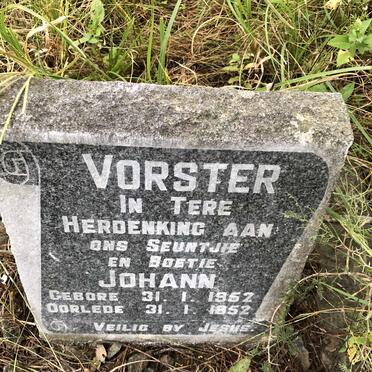 VORSTER
IN TERE
HERDENKING AAN
ONS SEUNTJIE
EN BOETIE
JOHANN
GEBORE 31. 1. 1952
OORLEDE 31. 1. 1952
VEILIG BY JESUS